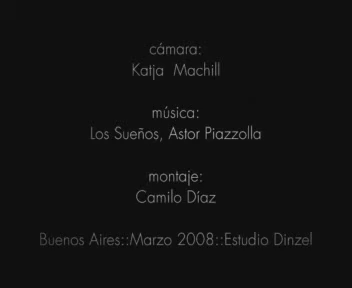 cámara:
Katja Machill
música:
Los Sueños, Astor Piazzolla
montaje:
Camilo Díaz
Buenos Aires::Marzo 2008::Estudio Dinzel